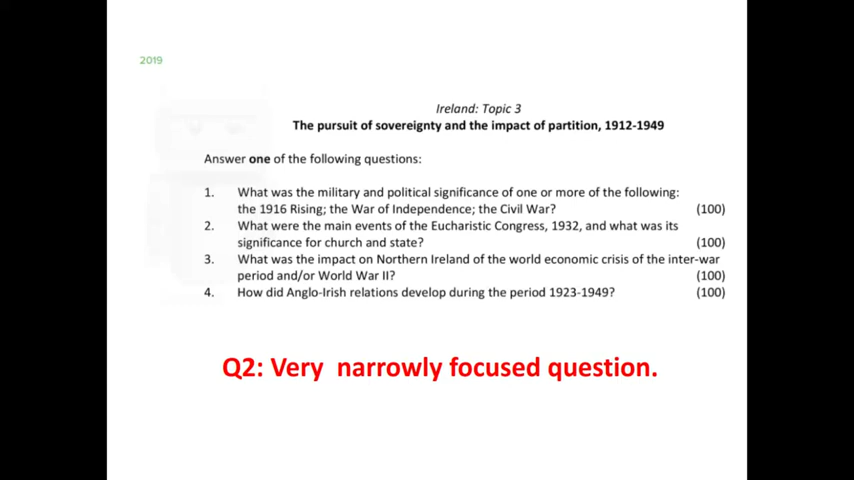 2019
Ireland: Topic 3
The pursuit of sovereignty and the impact of partition, 1912-1949
Answer one of the following questions:
1. What was the military and political significance of one or more of the following:
the 1916 Rising; the War of Independence; the Civil War? (100)
2. What were the main events of the Eucharistic Congress, 1932, and what was its
significance for church and state? (100)
3. What was the impact on Northern Ireland of the world economic crisis of the inter-war
period and/or World War II? (100)
4. How did Anglo-Irish relations develop during the period 1923-1949? (100)
Q2: Very narrowly focused question.